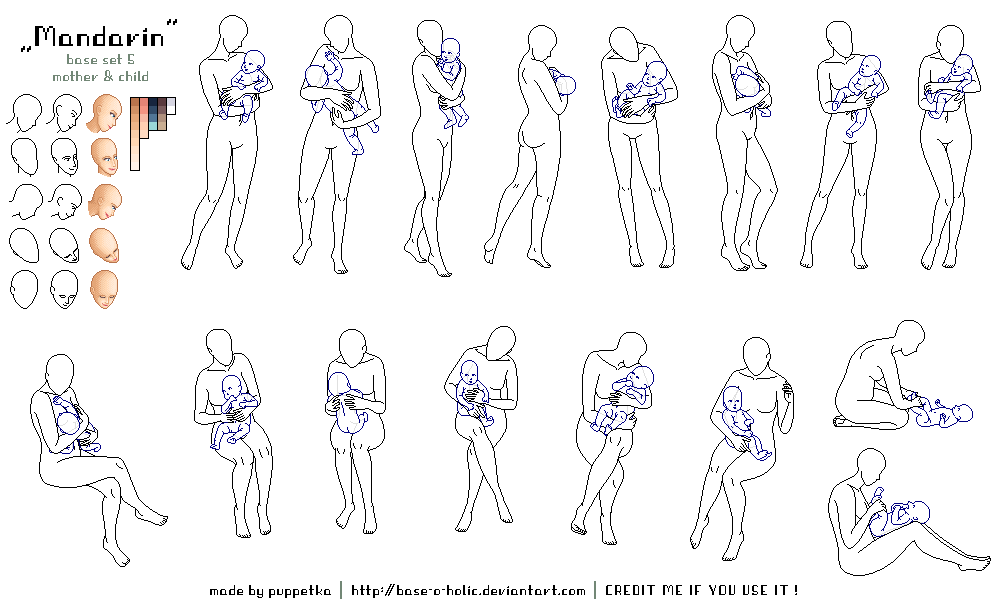 „Mandarin”
base set 5
mother & child
made by puppetka | http://base-o-holic.deviantart.com | CREDIT ME IF YOU USE IT !